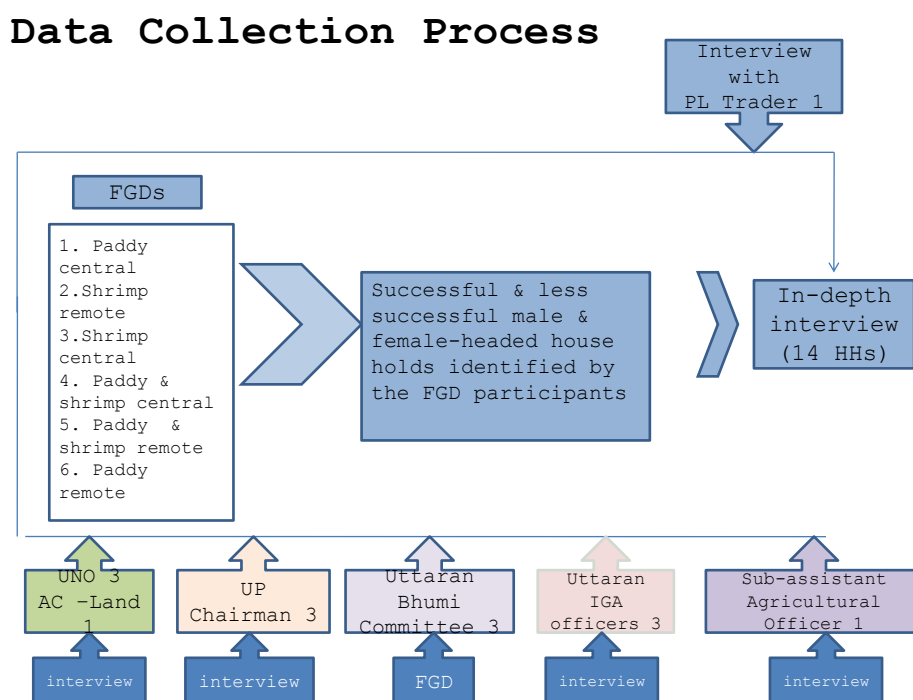 Data Collection Process
Interview
with
PL Trader 1
FGDs
1. Paddy
central
2.Shrimp
remote
3.Shrimp
central
4. Paddy &
shrimp central
5. Paddy &
shrimp remote
6. Paddy
remote
Successful & less
successful male &
female-headed house
holds identified by
the FGD participants
In-depth
interview
(14 HHs)
UNO 3
AC –Land
1
UP
Chairman 3
Uttaran
Bhumi
Committee 3
Uttaran
IGA
officers 3
Sub-assistant
Agricultural
Officer 1
interview
interview
FGD
interview
interview